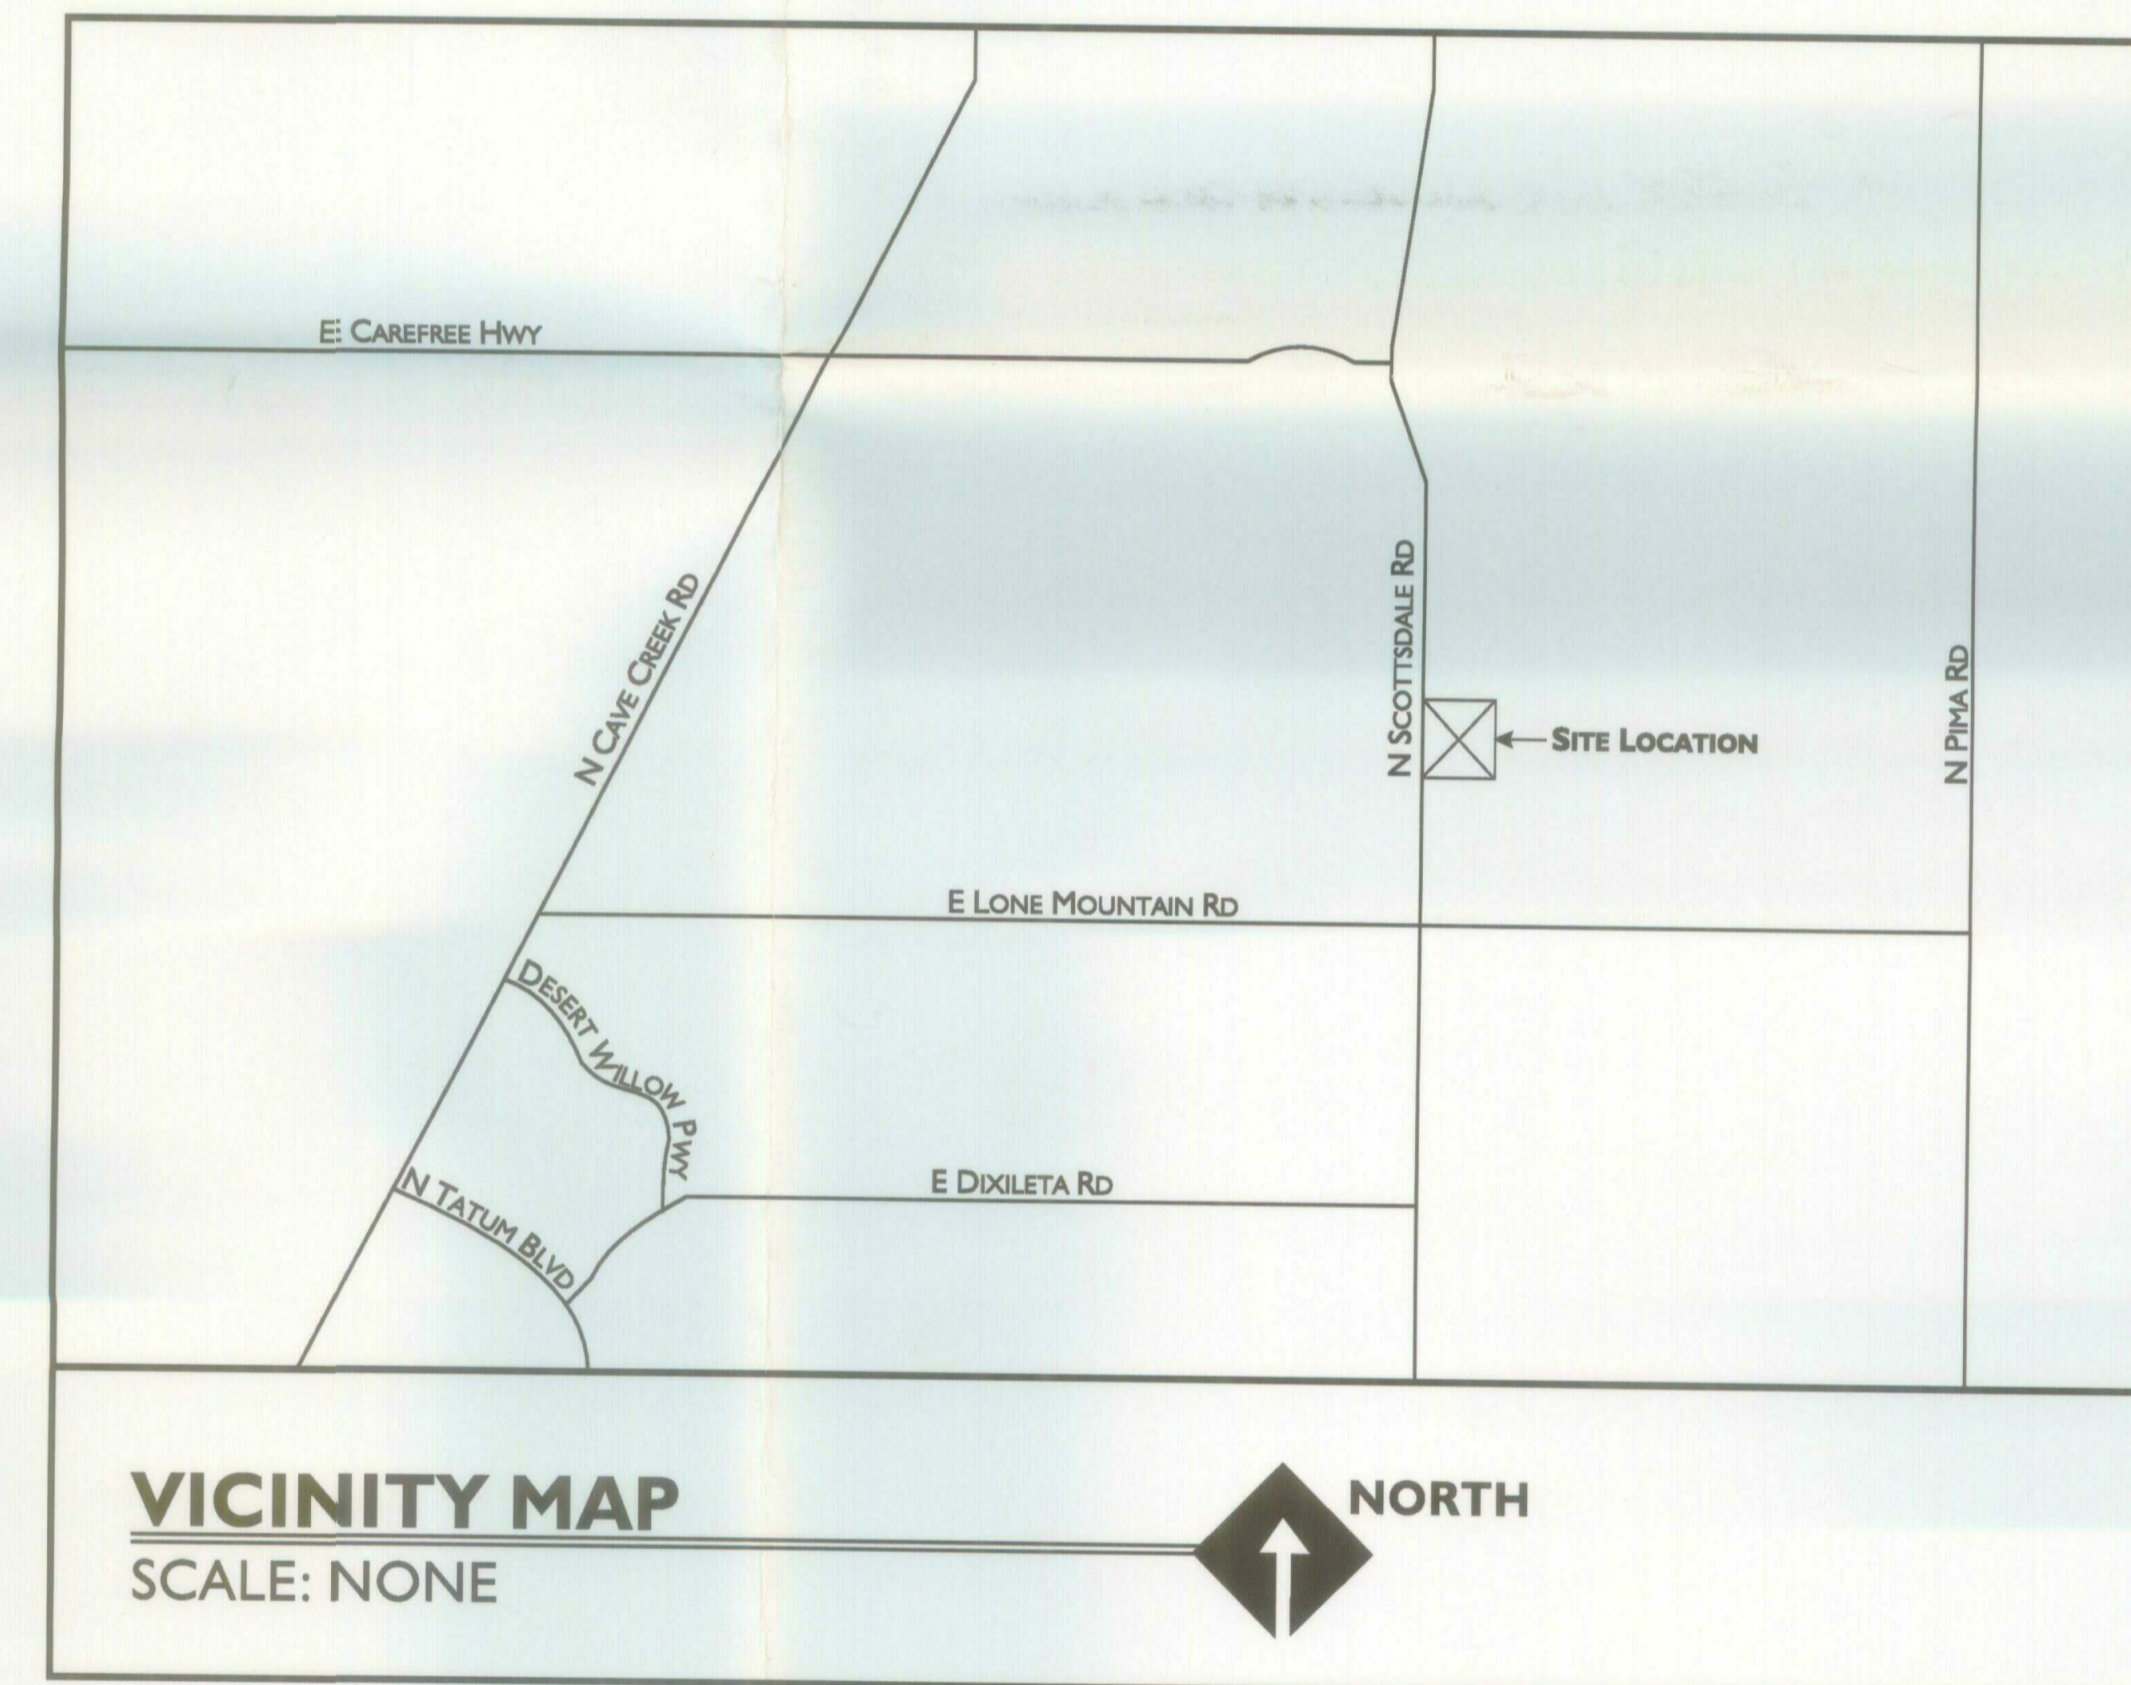 E CAREFREE HWY
N CAVE CREEK RD
N SCOTTSDALE RD
SITE LOCATION
N PIMA RD
E LONE MOUNTAIN RD
DESERT WILLOW PWY
N TATUM BLVD
E DIXILETA RD
VICINITY MAP
SCALE: NONE
NORTH